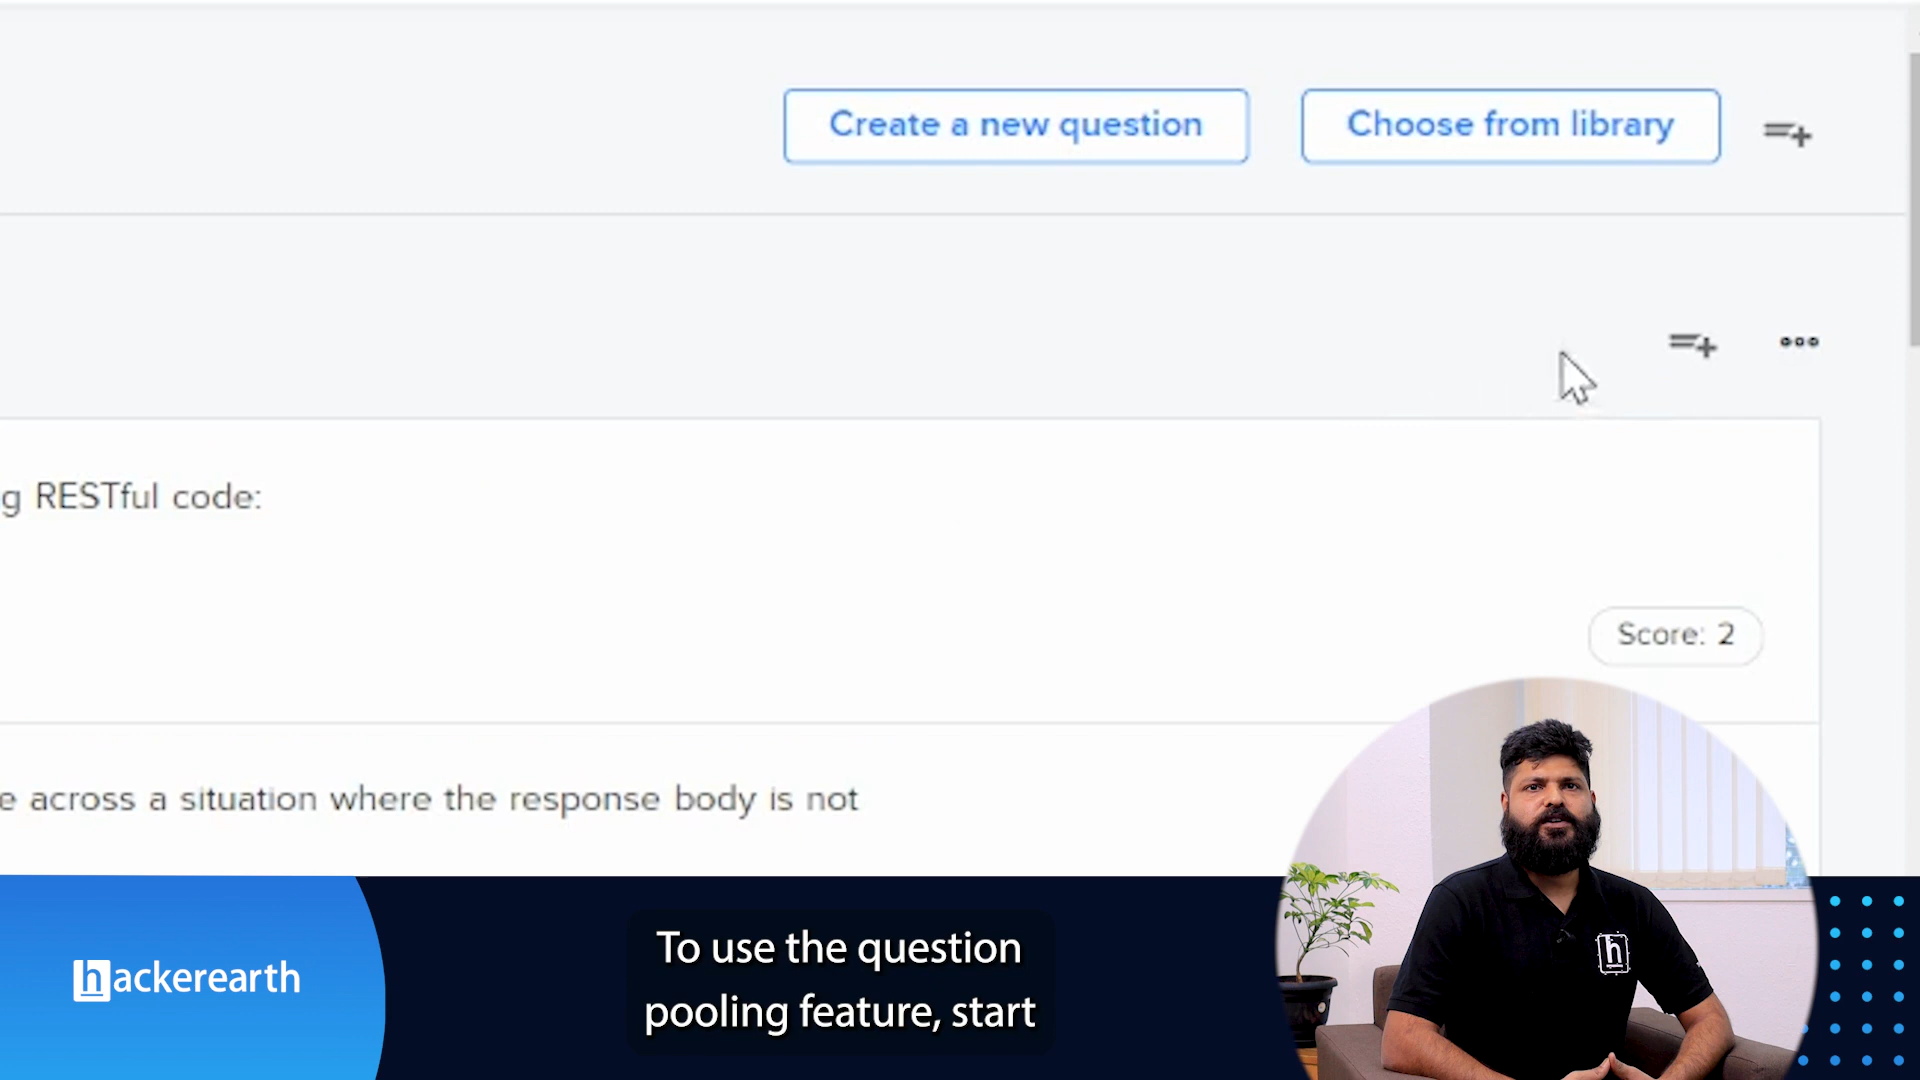 Create a new question
Choose from library
g RESTful code:
Score: 2
e across a situation where the response body is not
hackerearth
To use the question
pooling feature, start
h